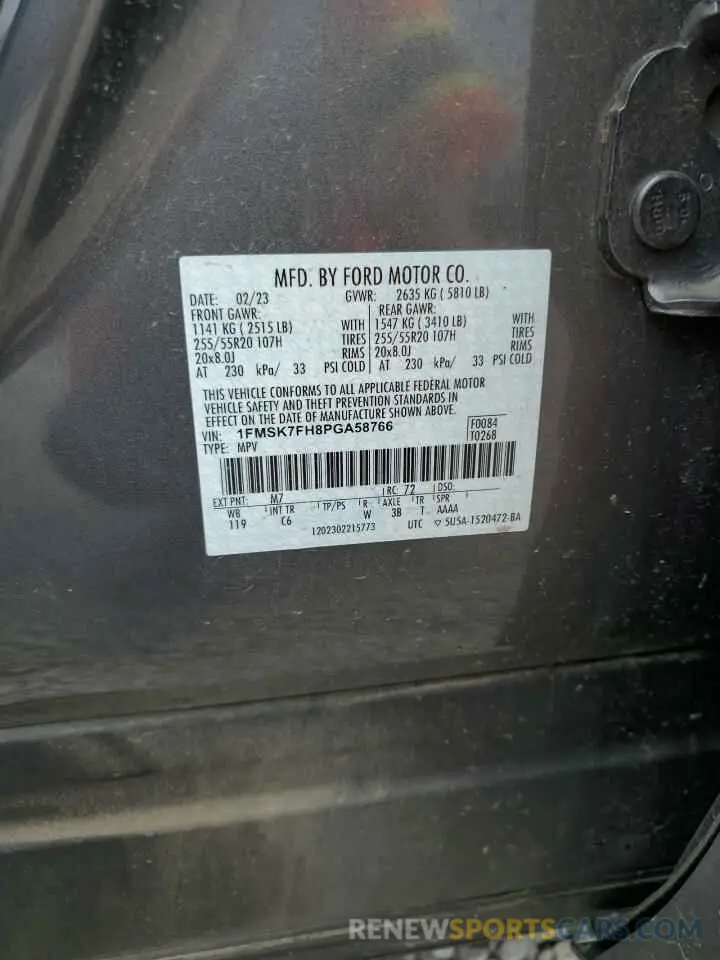 MFD. BY FORD MOTOR CO.
DATE: 02/23 GVWR: 2635 KG ( 5810 LB)
FRONT GAWR: REAR GAWR:
1141 KG ( 2515 LB) WITH 1547 KG ( 3410 LB) WITH
255/55R20 107H TIRES 255/55R20 107H TIRES
20x8.0J RIMS 20x8.0J RIMS
AT 230 kPa/ 33 PSI COLD AT 230 kPa/ 33 PSI COLD
THIS VEHICLE CONFORMS TO ALL APPLICABLE FEDERAL MOTOR
VEHICLE SAFETY AND THEFT PREVENTION STANDARDS IN
EFFECT ON THE DATE OF MANUFACTURE SHOWN ABOVE.
VIN: 1FMSK7FH8PGA58766 F0084
TYPE: MPV T0268
EXT PNT: M7 RC: 72 DSO:
WB INT TR TP/PS R AXLE TR SPR
119 C6 W 3B T AAAA
1202302215773 UTC ▽ 5U5A-1520472-BA
RENEWSPORTSCARS.COM